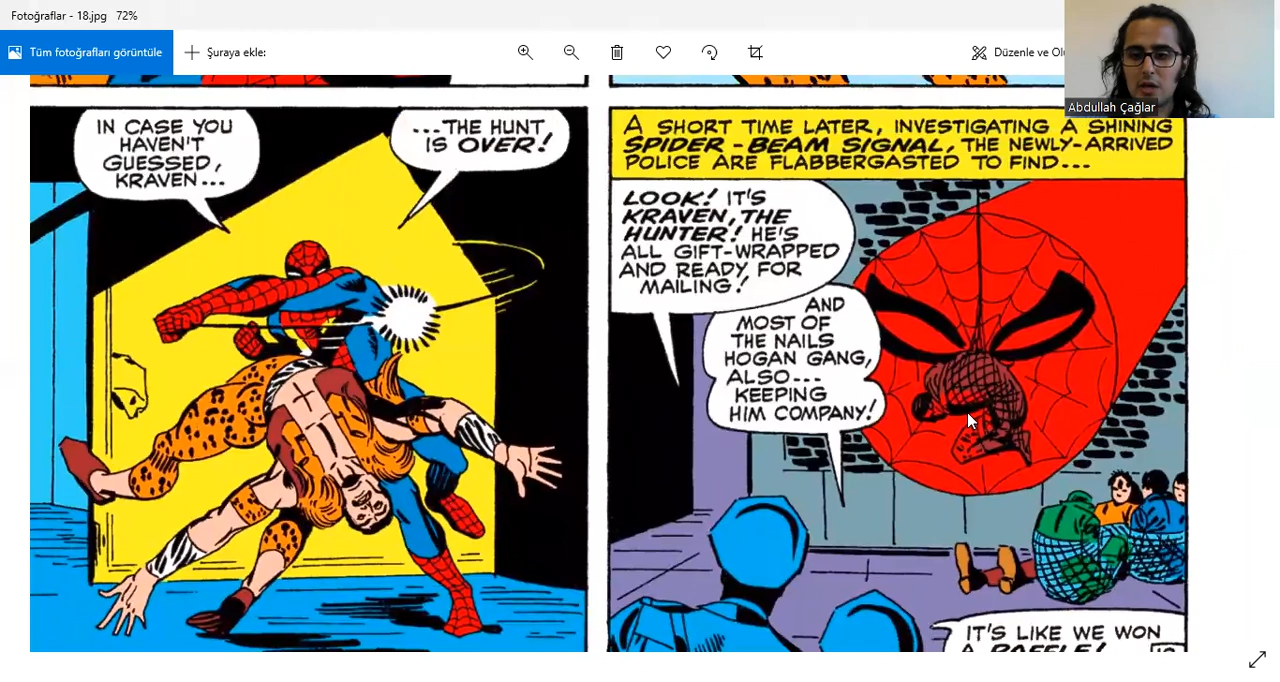 Fotoğraflar - 18.jpg 72%
Tüm fotoğrafları görüntüle
Şuraya ekle:
Düzenle ve Ol
Abdullah Çağlar
IN CASE YOU
HAVEN'T
GUESSED,
KRAVEN...
...THE HUNT
IS OVER!
A SHORT TIME LATER, INVESTIGATING A SHINING
SPIDER-BEAM SIGNAL, THE NEWLY-ARRIVED
POLICE ARE FLABBERGASTED TO FIND...
LOOK! IT'S
KRAVEN, THE
HUNTER! HE'S
ALL GIFT-WRAPPED
AND READY FOR
MAILING!
AND
MOST OF
THE NAILS
HOGAN GANG,
ALSO...
KEEPING
HIM COMPANY!
IT'S LIKE WE WON
A RAFFLE!